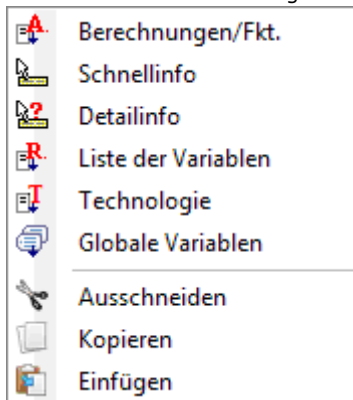 Berechnungen/Fkt.
Schnellinfo
Detailinfo
Liste der Variablen
Technologie
Globale Variablen
Ausschneiden
Kopieren
Einfügen